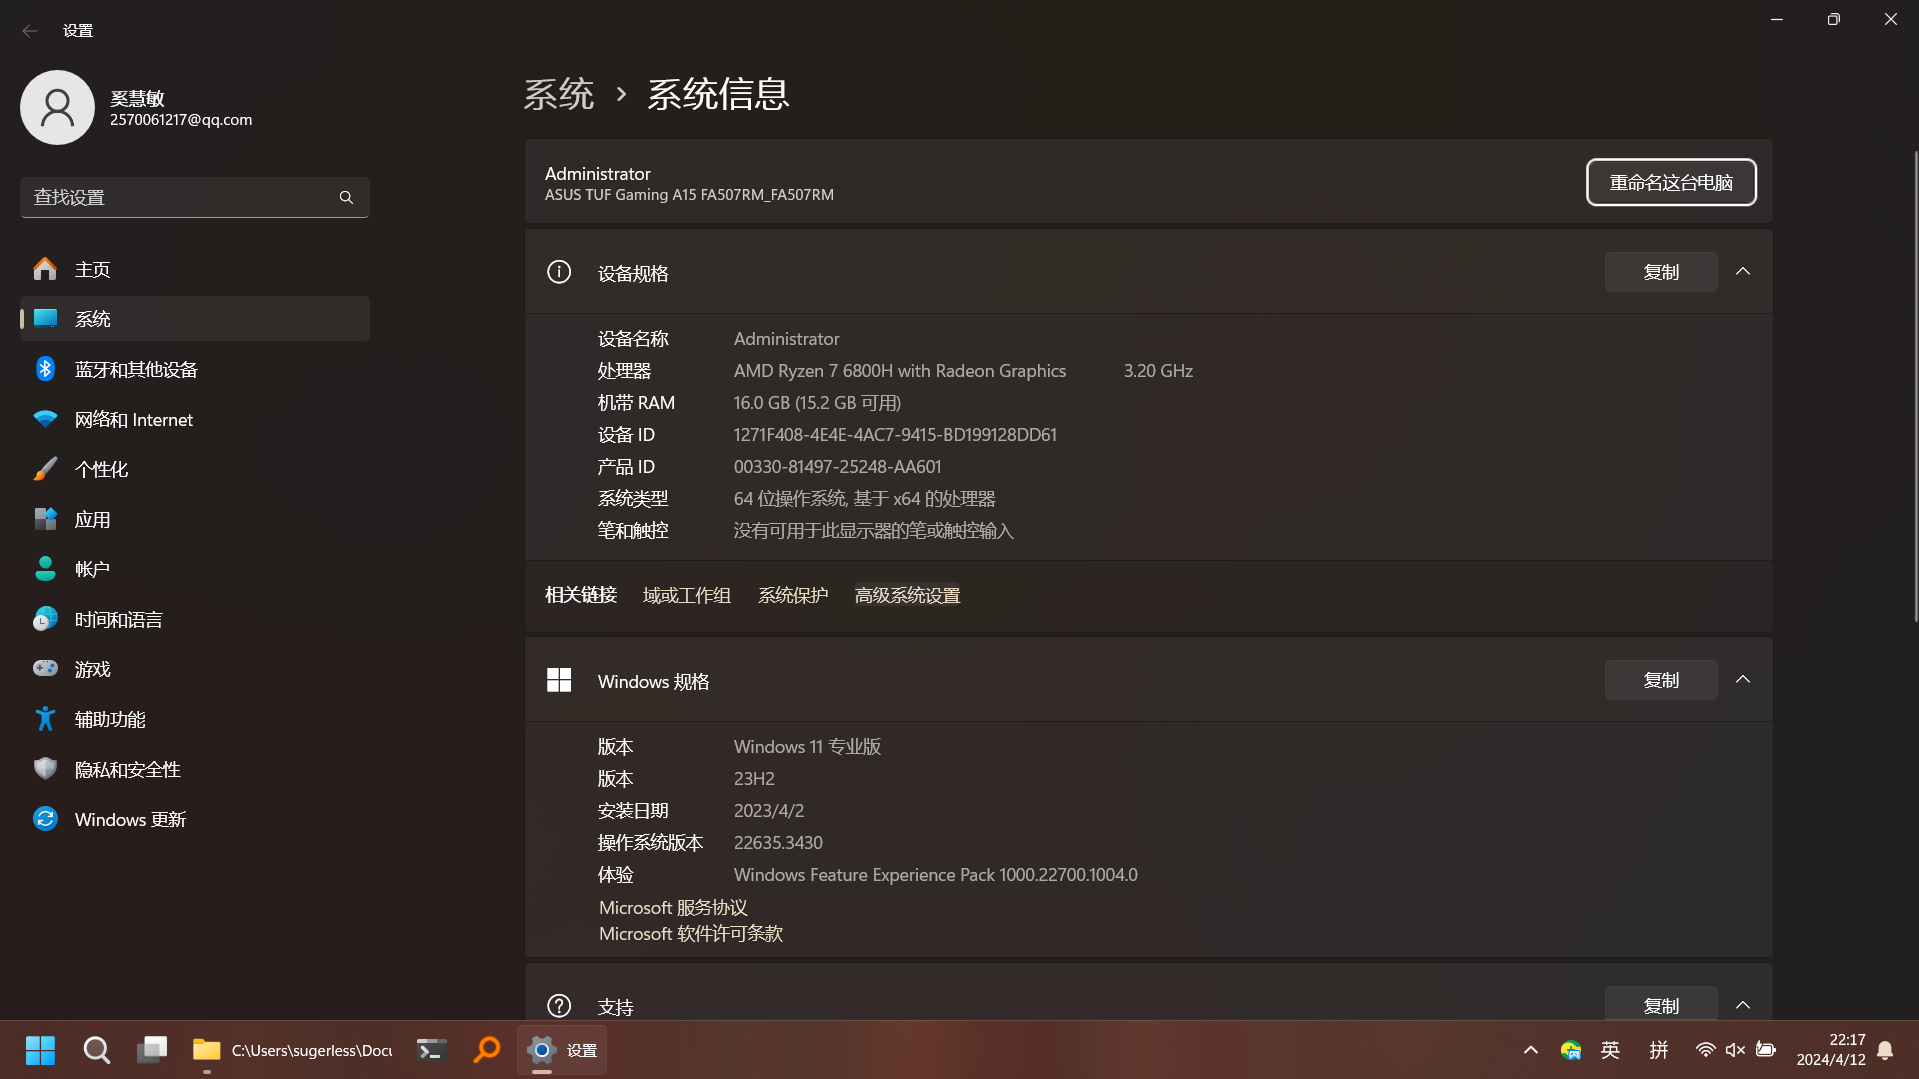 设置
奚慧敏
2570061217@qq.com
查找设置
主页
系统
蓝牙和其他设备
网络和 Internet
个性化
应用
帐户
时间和语言
游戏
辅助功能
隐私和安全性
Windows 更新
系统 › 系统信息
Administrator
ASUS TUF Gaming A15 FA507RM_FA507RM
重命名这台电脑
设备规格
复制
设备名称 Administrator
处理器 AMD Ryzen 7 6800H with Radeon Graphics 3.20 GHz
机带 RAM 16.0 GB (15.2 GB 可用)
设备 ID 1271F408-4E4E-4AC7-9415-BD199128DD61
产品 ID 00330-81497-25248-AA601
系统类型 64 位操作系统, 基于 x64 的处理器
笔和触控 没有可用于此显示器的笔或触控输入
相关链接 域或工作组 系统保护 高级系统设置
Windows 规格
复制
版本 Windows 11 专业版
版本 23H2
安装日期 2023/4/2
操作系统版本 22635.3430
体验 Windows Feature Experience Pack 1000.22700.1004.0
Microsoft 服务协议
Microsoft 软件许可条款
支持
复制
C:\Users\sugerless\Docu
设置
英
拼
22:17
2024/4/12